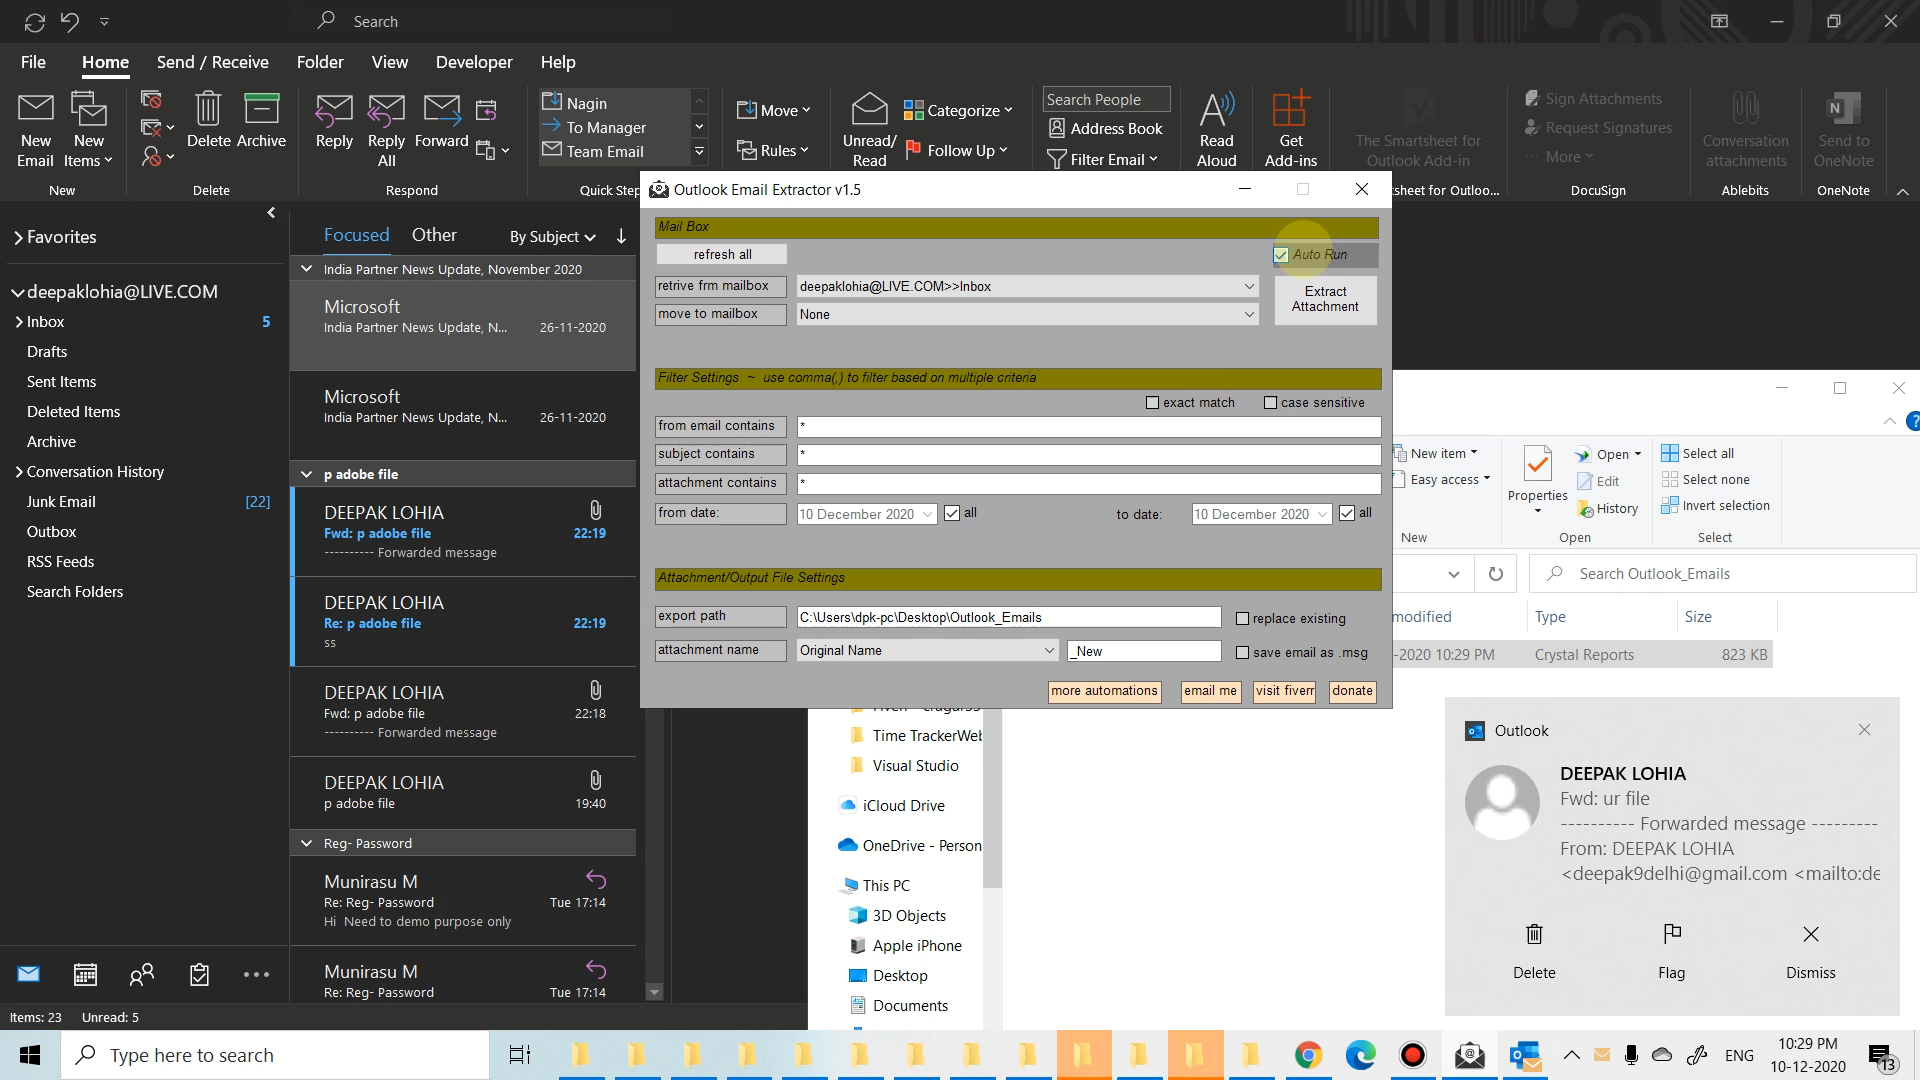 Search
File
Home
Send / Receive
Folder
View
Developer
Help
New Email
New Items
Delete
Archive
Reply
Reply All
Forward
Nagin
To Manager
Team Email
Move
Rules
Unread/ Read
Categorize
Follow Up
Search People
Address Book
Filter Email
Read Aloud
Get Add-ins
The Smartsheet for Outlook Add-in
Sign Attachments
Request Signatures
More
Conversation attachments
Send to OneNote
New
Delete
Respond
Quick Step
sheet for Outloo...
DocuSign
Ablebits
OneNote
Favorites
deepaklohia@LIVE.COM
Inbox 5
Drafts
Sent Items
Deleted Items
Archive
Conversation History
Junk Email [22]
Outbox
RSS Feeds
Search Folders
Items: 23 Unread: 5
Focused Other By Subject
India Partner News Update, November 2020
Microsoft
India Partner News Update, N... 26-11-2020
Microsoft
India Partner News Update, N... 26-11-2020
p adobe file
DEEPAK LOHIA
Fwd: p adobe file 22:19
---------- Forwarded message
DEEPAK LOHIA
Re: p adobe file 22:19
ss
DEEPAK LOHIA
Fwd: p adobe file 22:18
---------- Forwarded message
DEEPAK LOHIA
p adobe file 19:40
Reg- Password
Munirasu M
Re: Reg- Password Tue 17:14
Hi Need to demo purpose only
Munirasu M
Re: Reg- Password Tue 17:14
Outlook Email Extractor v1.5
Mail Box
refresh all
Auto Run
retrive frm mailbox deepaklohia@LIVE.COM>>Inbox
Extract Attachment
move to mailbox None
Filter Settings ~ use comma(,) to filter based on multiple criteria
exact match case sensitive
from email contains *
subject contains *
attachment contains *
from date: 10 December 2020 all to date: 10 December 2020 all
Attachment/Output File Settings
export path C:\Users\dpk-pc\Desktop\Outlook_Emails replace existing
attachment name Original Name _New save email as .msg
more automations email me visit fiverr donate
New item
Easy access
New
Properties
Open
Edit
History
Open
Select all
Select none
Invert selection
Select
Search Outlook_Emails
modified Type Size
-2020 10:29 PM Crystal Reports 823 KB
Time TrackerWeb
Visual Studio
iCloud Drive
OneDrive - Person
This PC
3D Objects
Apple iPhone
Desktop
Documents
Outlook
DEEPAK LOHIA
Fwd: ur file
---------- Forwarded message ---------
From: DEEPAK LOHIA
<deepak9delhi@gmail.com <mailto:de
Delete
Flag
Dismiss
Type here to search
ENG
10:29 PM
10-12-2020
13